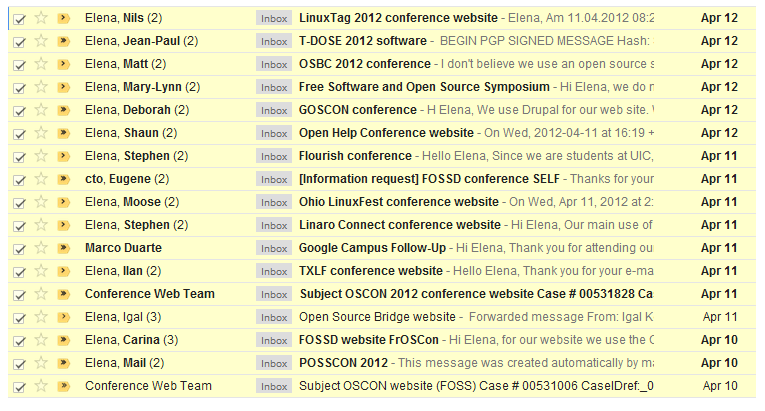 Elena, Nils (2) Inbox LinuxTag 2012 conference website - Elena, Am 11.04.2012 08:2 Apr 12
Elena, Jean-Paul (2) Inbox T-DOSE 2012 software - BEGIN PGP SIGNED MESSAGE Hash: Apr 12
Elena, Matt (2) Inbox OSBC 2012 conference - I don't believe we use an open source s Apr 12
Elena, Mary-Lynn (2) Inbox Free Software and Open Source Symposium - Hi Elena, we do n Apr 12
Elena, Deborah (2) Inbox GOSCON conference - H Elena, We use Drupal for our web site. Apr 12
Elena, Shaun (2) Inbox Open Help Conference website - On Wed, 2012-04-11 at 16:19 + Apr 12
Elena, Stephen (2) Inbox Flourish conference - Hello Elena, Since we are students at UIC, Apr 11
cto, Eugene (2) Inbox [Information request] FOSSD conference SELF - Thanks for your Apr 11
Elena, Moose (2) Inbox Ohio LinuxFest conference website - On Wed, Apr 11, 2012 at 2: Apr 11
Elena, Stephen (2) Inbox Linaro Connect conference website - Hi Elena, Our main use of Apr 11
Marco Duarte Inbox Google Campus Follow-Up - Hi Elena, Thank you for attending ou Apr 11
Elena, Ilan (2) Inbox TXLF conference website - Hello Elena, Thank you for your e-ma Apr 11
Conference Web Team Inbox Subject OSCON 2012 conference website Case # 00531828 Ca Apr 11
Elena, Igal (3) Inbox Open Source Bridge website - Forwarded message From: Igal K Apr 11
Elena, Carina (3) Inbox FOSSD website FrOSCon - Hi Elena, for our website we use the C Apr 10
Elena, Mail (2) Inbox POSSCON 2012 - This message was created automatically by ma Apr 10
Conference Web Team Inbox Subject OSCON website (FOSS) Case # 00531006 CaseIDref:_0 Apr 10